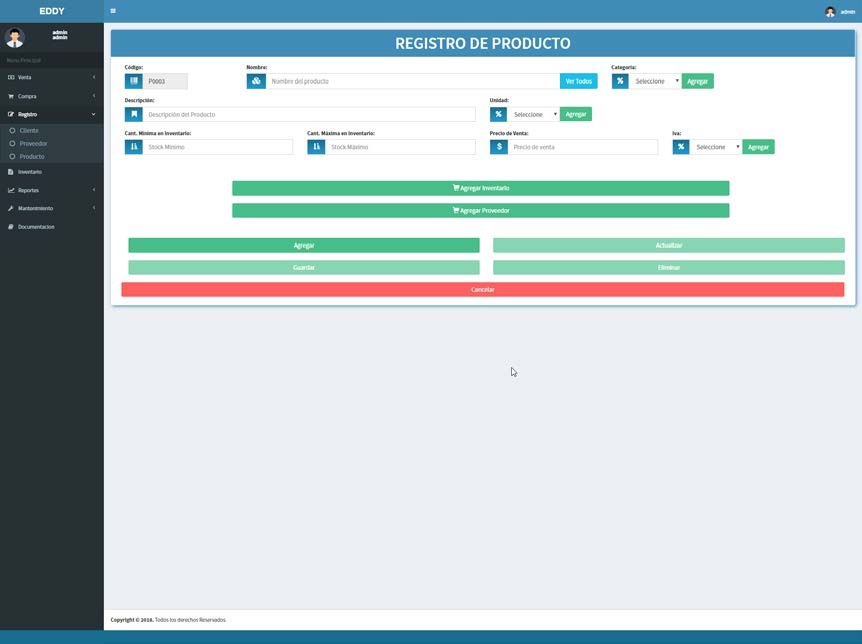 EDDY
admin
admin
admin
Menu Principal
Venta
Compra
Registro
Cliente
Proveedor
Producto
Inventario
Reportes
Mantenimiento
Documentacion
REGISTRO DE PRODUCTO
Código: Nombre: Categoria:
P0003 Nombre del producto Ver Todos Seleccione Agregar
Descripción: Unidad:
Descripción del Producto Seleccione Agregar
Cant. Minima en Inventario: Cant. Máxima en Inventario: Precio de Venta: Iva:
Stock Minimo Stock Máximo Precio de venta Seleccione Agregar
Agregar Inventario
Agregar Proveedor
Agregar Actualizar
Guardar Eliminar
Cancelar
Copyright © 2018. Todos los derechos Reservados.